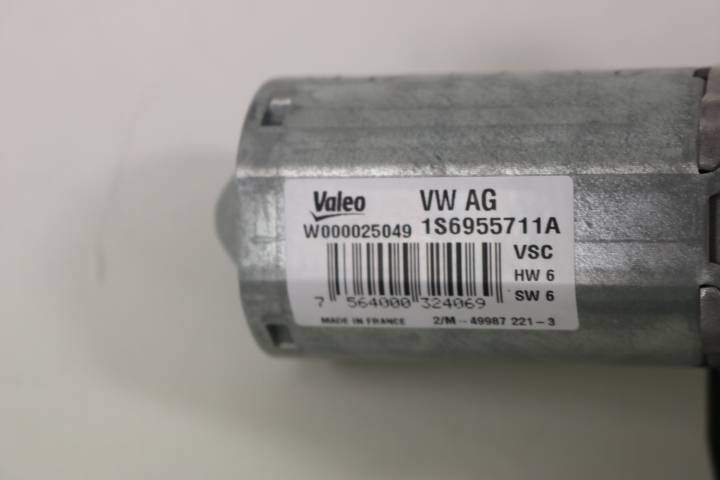 Valeo VW AG
W000025049 1S6955711A
VSC
HW 6
SW 6
7 564000 324069
MADE IN FRANCE 2/M--49987 221-3